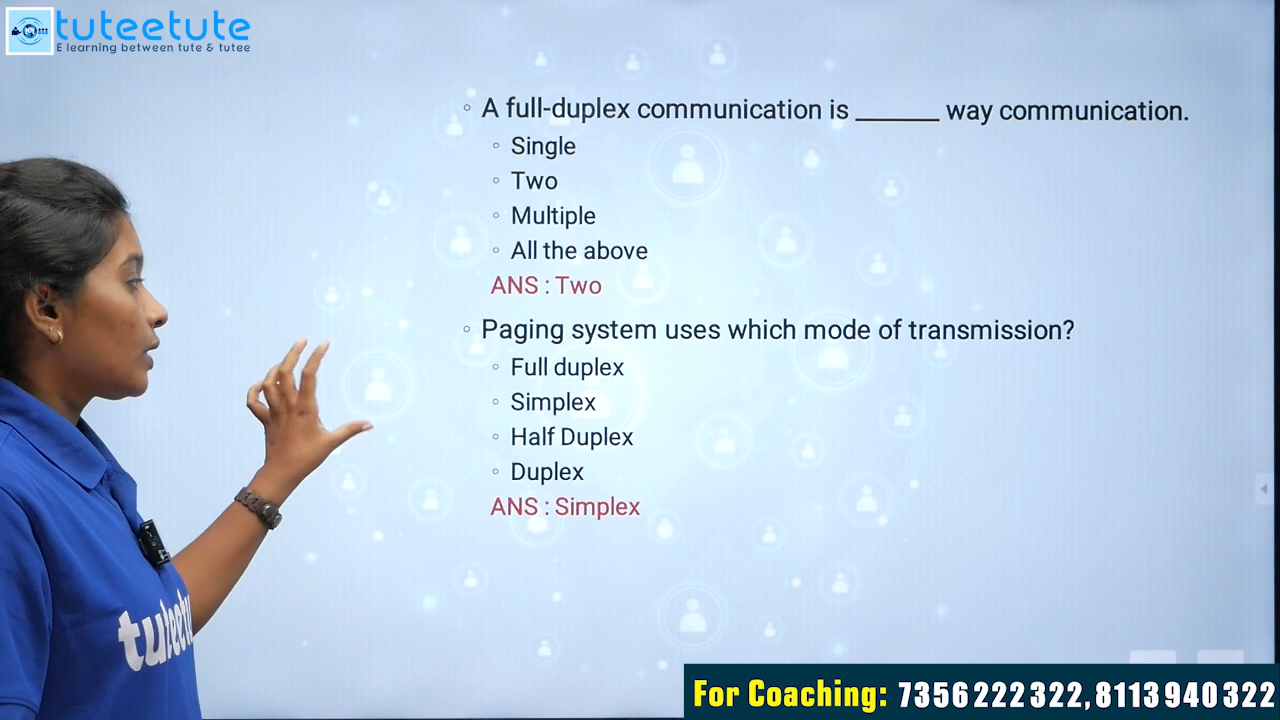 tuteetute
E learning between tute & tutee
A full-duplex communication is ______ way communication.
Single
Two
Multiple
All the above
ANS : Two
Paging system uses which mode of transmission?
Full duplex
Simplex
Half Duplex
Duplex
ANS : Simplex
tuteetu
For Coaching: 7356 222 322, 8113 940 322